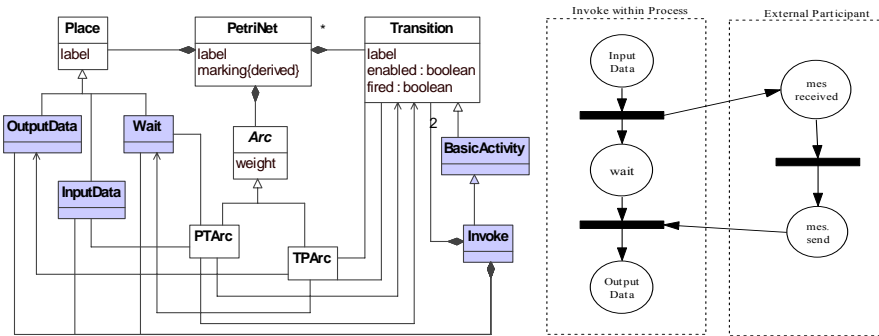 Place
label
PetriNet
label
marking{derived}
*
Transition
label
enabled : boolean
fired : boolean
OutputData
Wait
InputData
Arc
weight
2
BasicActivity
PTArc
TPArc
Invoke
Invoke within Process
Input
Data
wait
Output
Data
External Participant
mes
received
mes.
send